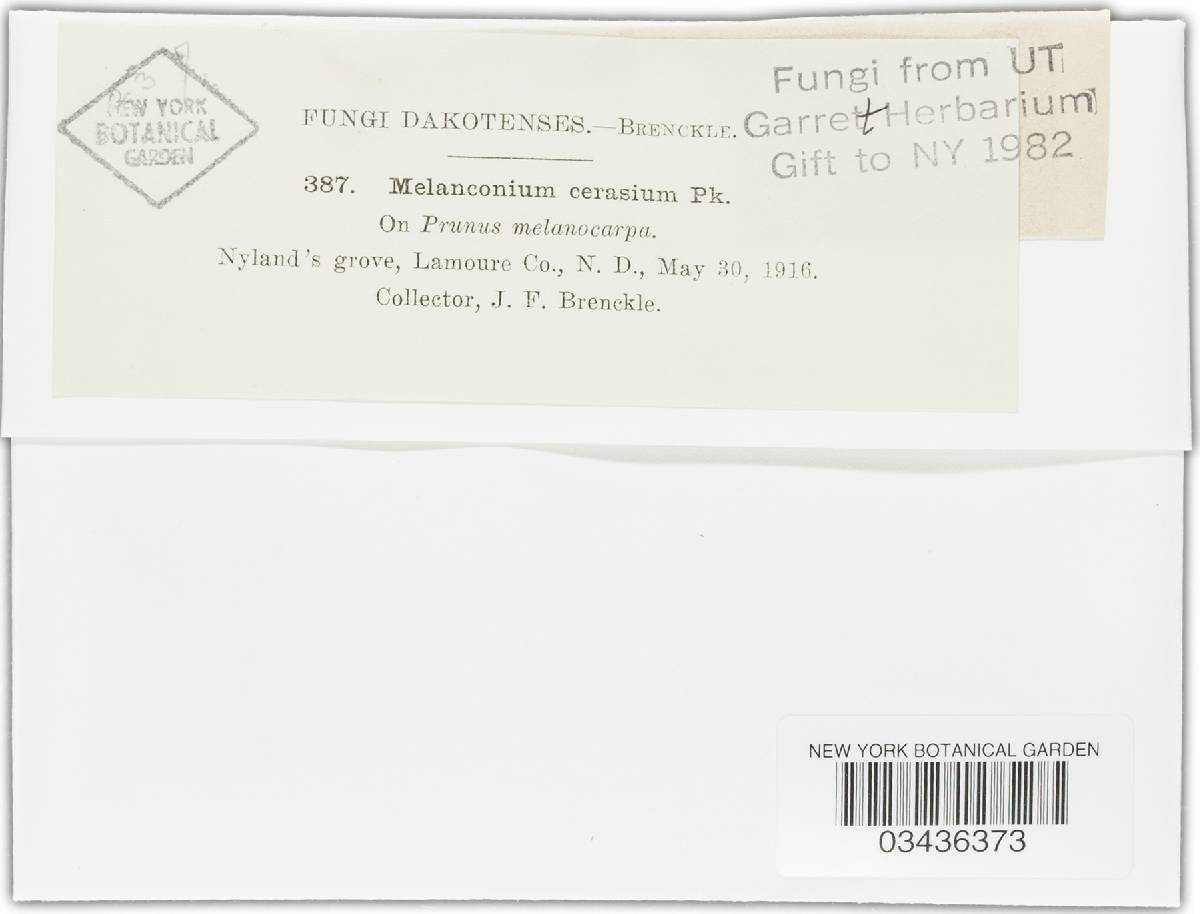 NEW YORK
BOTANICAL
GARDEN
Fungi from UT
Garrett Herbarium
Gift to NY 1982
FUNGI DAKOTENSES.—BRENCKLE.
387. Melanconium cerasium Pk.
On Prunus melanocarpa.
Nyland's grove, Lamoure Co., N. D., May 30, 1916.
Collector, J. F. Brenckle.
NEW YORK BOTANICAL GARDEN
03436373